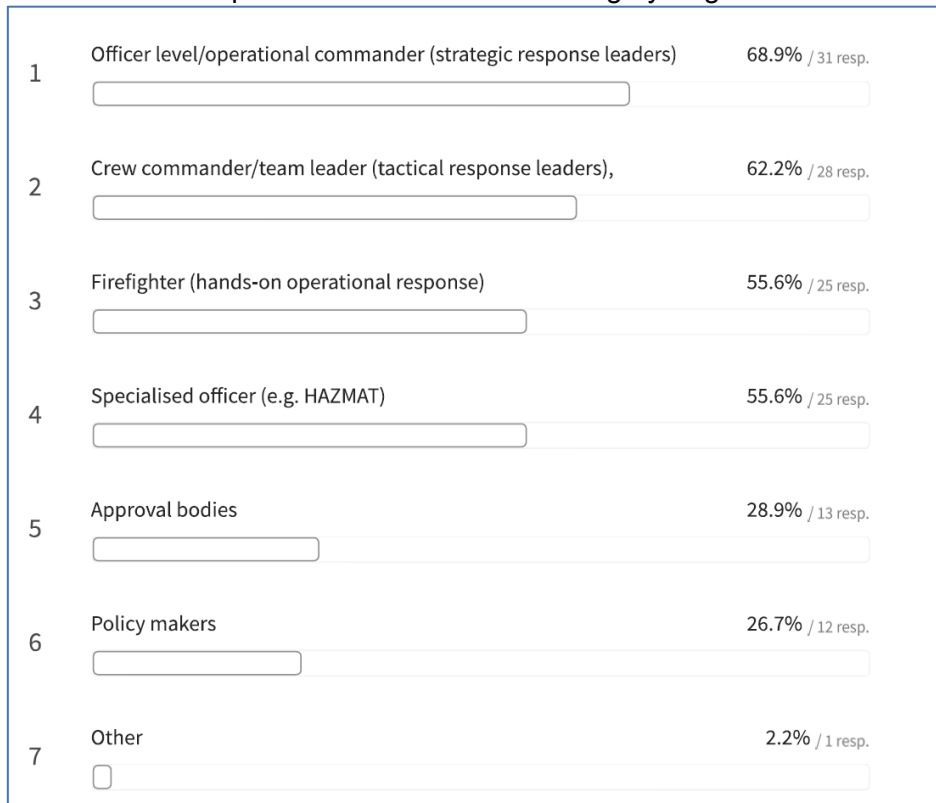 1
Officer level/operational commander (strategic response leaders) 68.9% / 31 resp.
2
Crew commander/team leader (tactical response leaders), 62.2% / 28 resp.
3
Firefighter (hands-on operational response) 55.6% / 25 resp.
4
Specialised officer (e.g. HAZMAT) 55.6% / 25 resp.
5
Approval bodies 28.9% / 13 resp.
6
Policy makers 26.7% / 12 resp.
7
Other 2.2% / 1 resp.